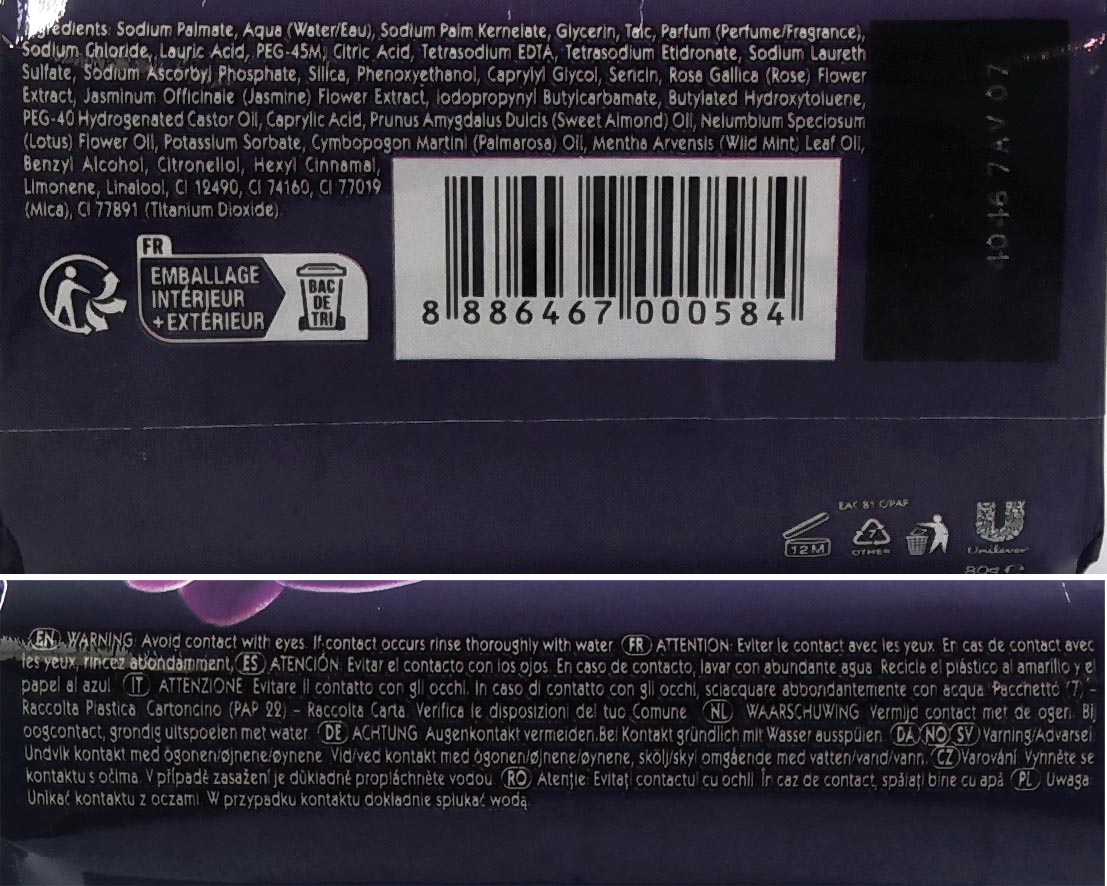 Ingredients: Sodium Palmate, Aqua (Water/Eau), Sodium Palm Kernelate, Glycerin, Talc, Parfum (Perfume/Fragrance),
Sodium Chloride, Lauric Acid, PEG-45M, Citric Acid, Tetrasodium EDTA, Tetrasodium Etidronate, Sodium Laureth
Sulfate, Sodium Ascorbyl Phosphate, Silica, Phenoxyethanol, Caprylyl Glycol, Sericin, Rosa Gallica (Rose) Flower
Extract, Jasminum Officinale (Jasmine) Flower Extract, Iodopropynyl Butylcarbamate, Butylated Hydroxytoluene,
PEG-40 Hydrogenated Castor Oil, Caprylic Acid, Prunus Amygdalus Dulcis (Sweet Almond) Oil, Nelumbium Speciosum
(Lotus) Flower Oil, Potassium Sorbate, Cymbopogon Martini (Palmarosa) Oil, Mentha Arvensis (Wild Mint) Leaf Oil,
Benzyl Alcohol, Citronellol, Hexyl Cinnamal,
Limonene, Linalool, CI 12490, CI 74160, CI 77019
(Mica), CI 77891 (Titanium Dioxide)
FR
EMBALLAGE
INTÉRIEUR
+EXTÉRIEUR
BAC
DE
TRI
8 886467 000584
EAC 81 C/PAP
12M
7
OTHER
Unilever
80g e
EN WARNING: Avoid contact with eyes. If contact occurs rinse thoroughly with water. FR ATTENTION: Eviter le contact avec les yeux. En cas de contact avec
les yeux, rincez abondamment. ES ATENCIÓN: Evitar el contacto con los ojos. En caso de contacto, lavar con abundante agua. Recicla el plástico al amarillo y el
papel al azul. IT ATTENZIONE: Evitare il contatto con gli occhi. In caso di contatto con gli occhi, sciacquare abbondantemente con acqua. Pacchetto (7) –
Raccolta Plastica. Cartoncino (PAP 22) – Raccolta Carta. Verifica le disposizioni del tuo Comune. NL WAARSCHUWING: Vermijd contact met de ogen. Bij
oogcontact, grondig uitspoelen met water. DE ACHTUNG: Augenkontakt vermeiden. Bei Kontakt gründlich mit Wasser ausspülen. DA NO SV Varning/Advarsel
Undvik kontakt med ögonen/øjnene/øynene. Vid/ved kontakt med ögonen/øjnene/øynene, skölj/skyl omgående med vatten/vand/vann. CZ Varování: Vyhněte se
kontaktu s očima. V případě zasažení je důkladně propláchněte vodou. RO Atenție: Evitați contactul cu ochii. În caz de contact, spălați bine cu apă. PL Uwaga:
Unikać kontaktu z oczami. W przypadku kontaktu dokładnie spłukać wodą.